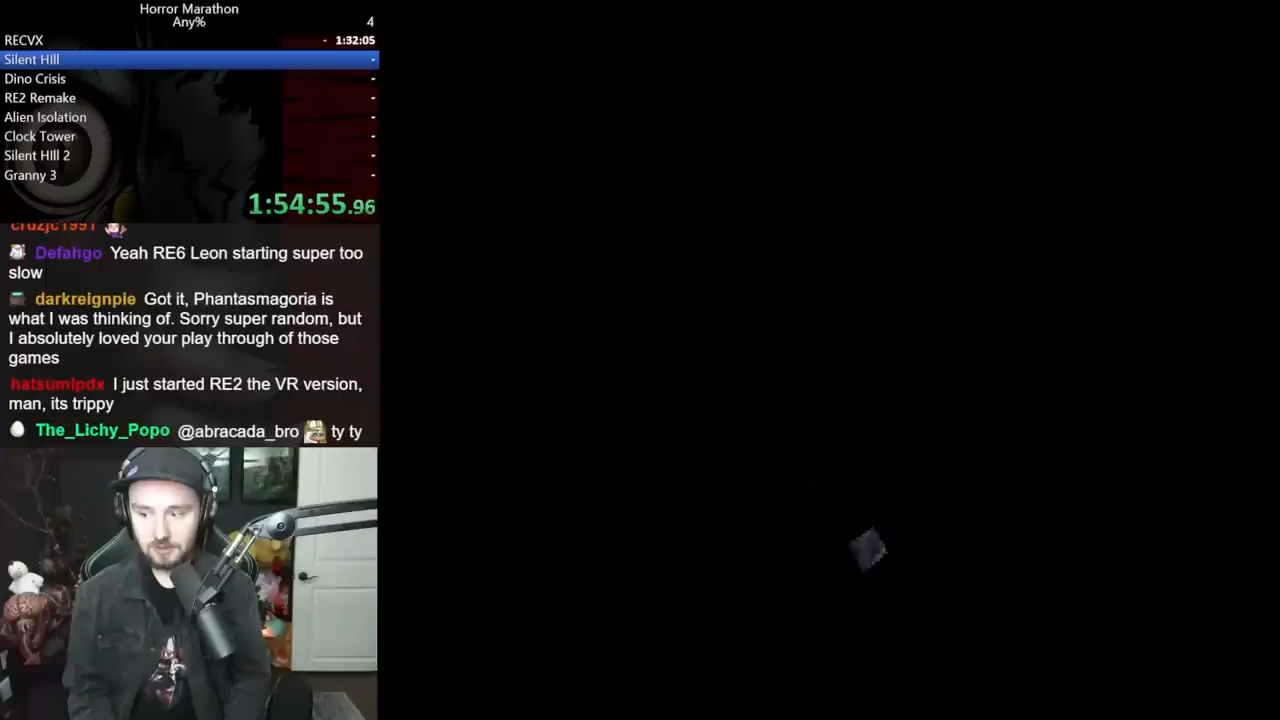 Horror Marathon
Any%
4
RECVX - 1:32:05
Silent HIll -
Dino Crisis -
RE2 Remake -
Alien Isolation -
Clock Tower -
Silent HIll 2 -
Granny 3 -
1:54:55.96
cruzjc1991
Defahgo Yeah RE6 Leon starting super too
slow
darkreignpie Got it, Phantasmagoria is
what I was thinking of. Sorry super random, but
I absolutely loved your play through of those
games
hatsumipdx I just started RE2 the VR version,
man, its trippy
The_Lichy_Popo @abracada_bro ty ty